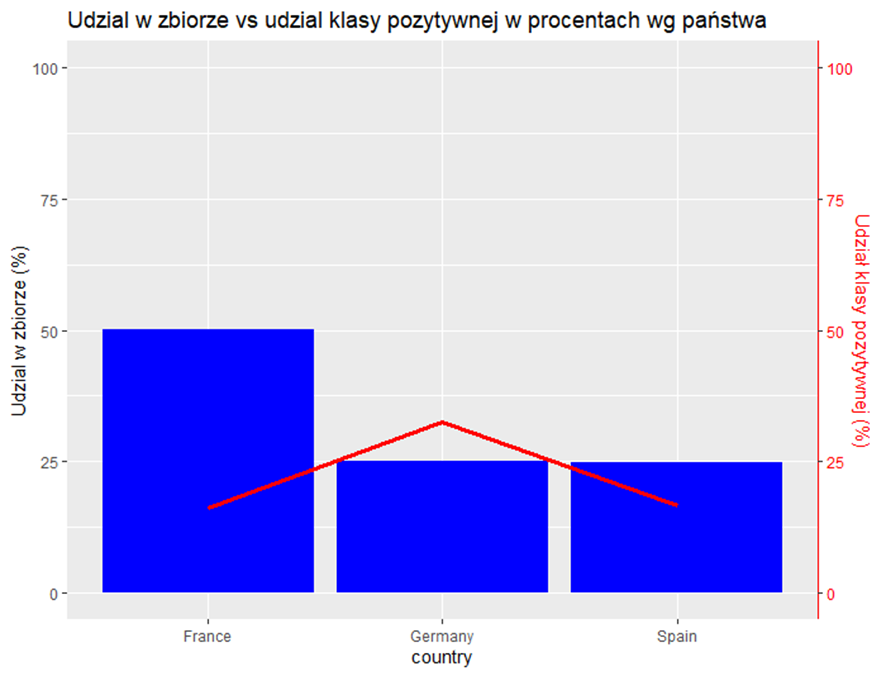 Udzial w zbiorze vs udzial klasy pozytywnej w procentach wg państwa
100
75
50
25
0
Udzial w zbiorze (%)
100
75
50
25
0
Udział klasy pozytywnej (%)
France
Germany
Spain
country